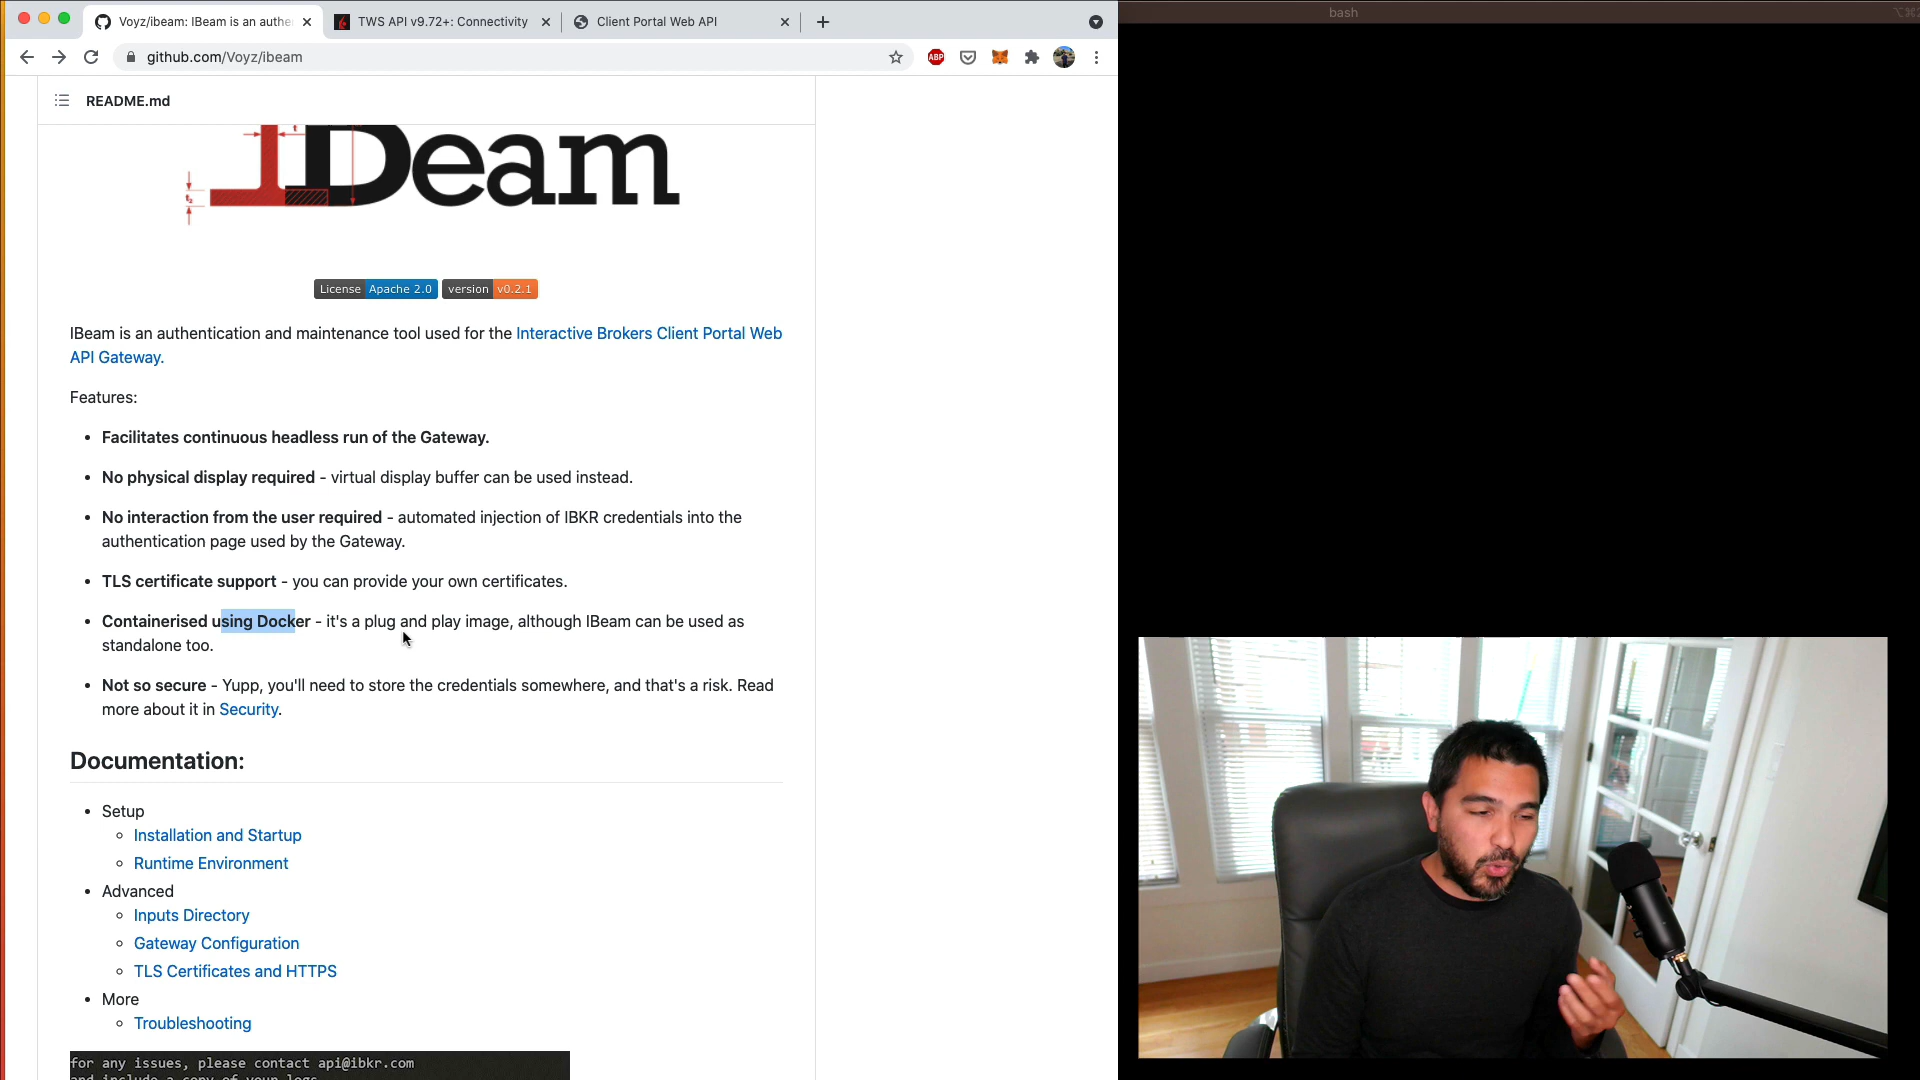 Voyz/ibeam: IBeam is an authe
TWS API v9.72+: Connectivity
Client Portal Web API
bash
github.com/Voyz/ibeam
ABP
README.md
IBeam
t
t₂
License Apache 2.0 version v0.2.1
IBeam is an authentication and maintenance tool used for the Interactive Brokers Client Portal Web
API Gateway.
Features:
• Facilitates continuous headless run of the Gateway.
• No physical display required - virtual display buffer can be used instead.
• No interaction from the user required - automated injection of IBKR credentials into the
authentication page used by the Gateway.
• TLS certificate support - you can provide your own certificates.
• Containerised using Docker - it's a plug and play image, although IBeam can be used as
standalone too.
• Not so secure - Yupp, you'll need to store the credentials somewhere, and that's a risk. Read
more about it in Security.
Documentation:
• Setup
◦ Installation and Startup
◦ Runtime Environment
• Advanced
◦ Inputs Directory
◦ Gateway Configuration
◦ TLS Certificates and HTTPS
• More
◦ Troubleshooting
for any issues, please contact api@ibkr.com
and include a copy of your logs